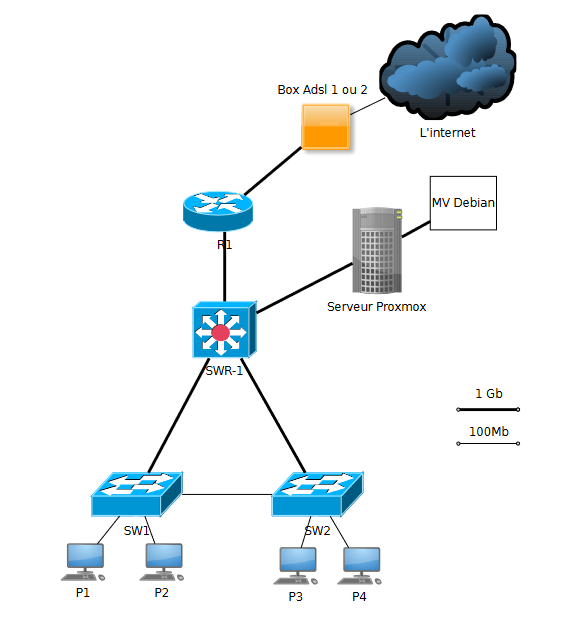 Box Adsl 1 ou 2
L'internet
MV Debian
R1
Serveur Proxmox
SWR-1
1 Gb
100Mb
SW1
SW2
P1
P2
P3
P4